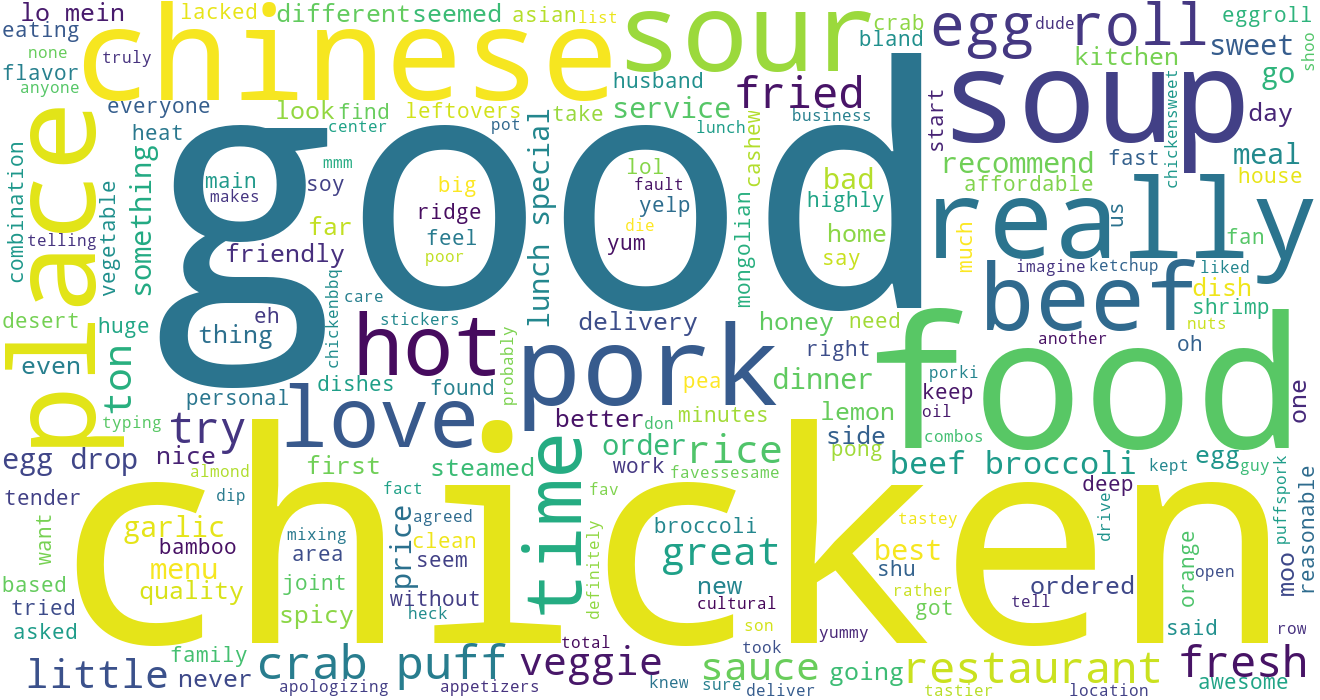 lo mein
lacked
different
seemed
asian
list
crab
egg roll
dude
eggroll
eating
chinese
sour
bland
kitchen
sweet
shoo
none
truly
flavor
anyone
husband
fried
soup
go
everyone
look
find
leftovers
take
service
business
start
day
place
heat
center
pot
lunch special
lunch
cashew
chickensweet
combination
something
good
mmm
lol
bad
recommend
fast
meal
vegetable
main
makes
soy
big
fault
yelp
highly
affordable
house
ridge
die
really
us
telling
far
feel
yum
home
much
fan
friendly
poor
mongolian
say
imagine
ketchup
liked
chickenbbq
care
beef
dish
desert
huge
eh
stickers
delivery
honey
need
shrimp
nuts
thing
hot
pork
right
food
another
oh
even
ton
dishes
found
probably
pea
dinner
porki
keep
personal
love
better
don
minutes
lemon
oil
one
typing
try
side
combos
egg drop
nice
order
rice
pong
beef broccoli
kept
egg
guy
almond
first
steamed
work
favessesame
deep
tender
dip
fact
fav
time
chicken
drive
puffspork
reasonable
want
garlic
mixing
price
agreed
clean
broccoli
tastey
bamboo
area
seem
definitely
great
best
orange
moo
based
menu
quality
joint
without
new
shu
rather
ordered
open
tried
spicy
heck
cultural
got
tell
asked
son
yummy
said
row
family
total
took
little
never
crab puff
veggie
sauce
going
restaurant
fresh
apologizing
appetizers
knew
sure
deliver
tastier
location
awesome